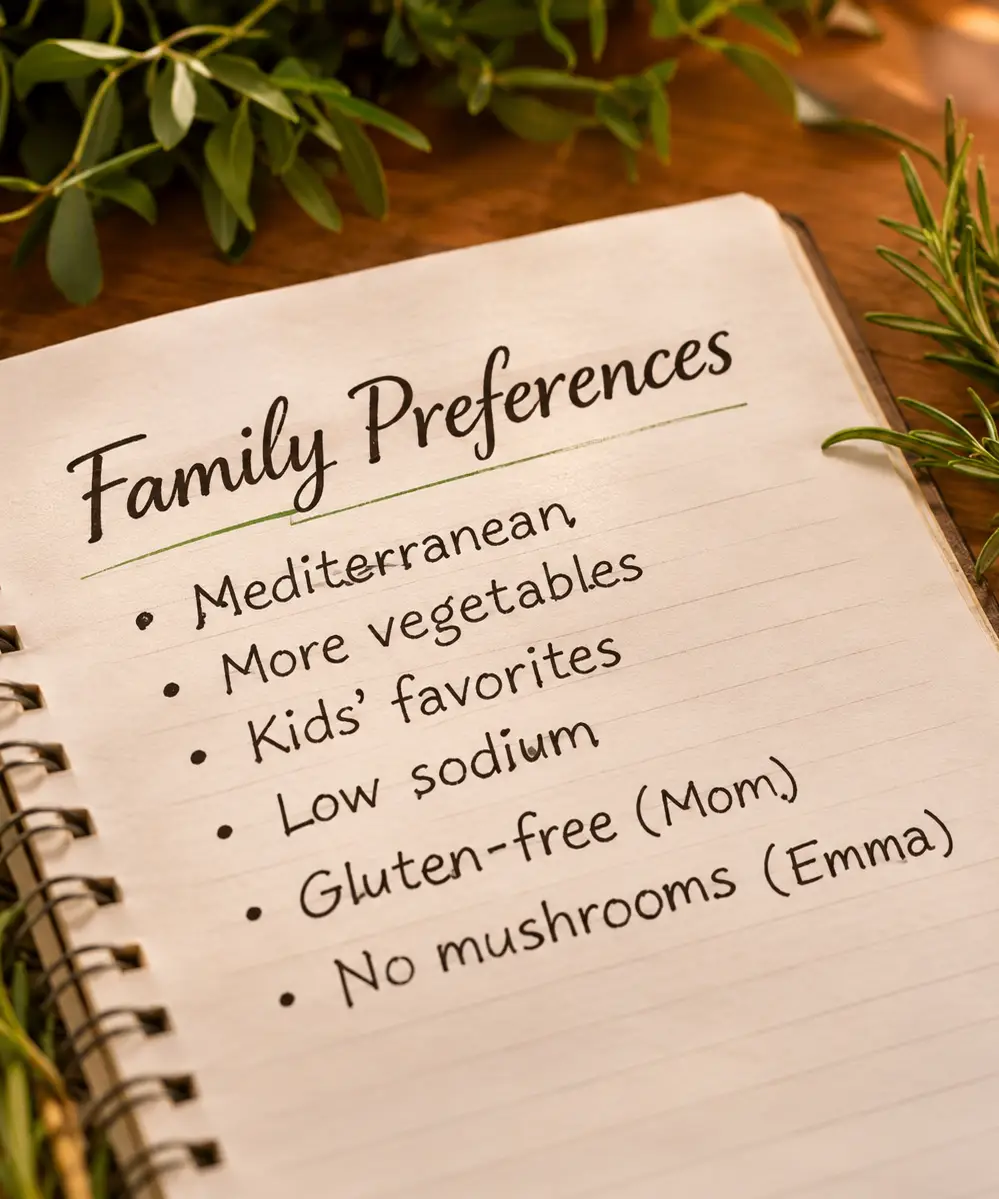 Family Preferences
• Mediterranean
• More vegetables
• Kids' favorites
• Low sodium
• Gluten-free (Mom)
• No mushrooms (Emma)